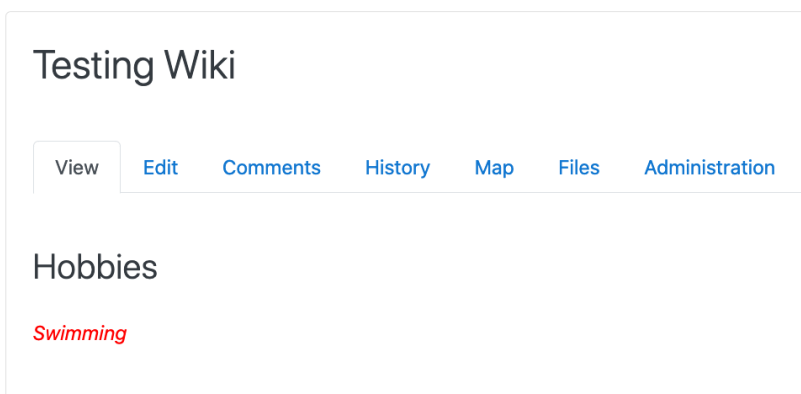 Testing Wiki
View Edit Comments History Map Files Administration
Hobbies
Swimming